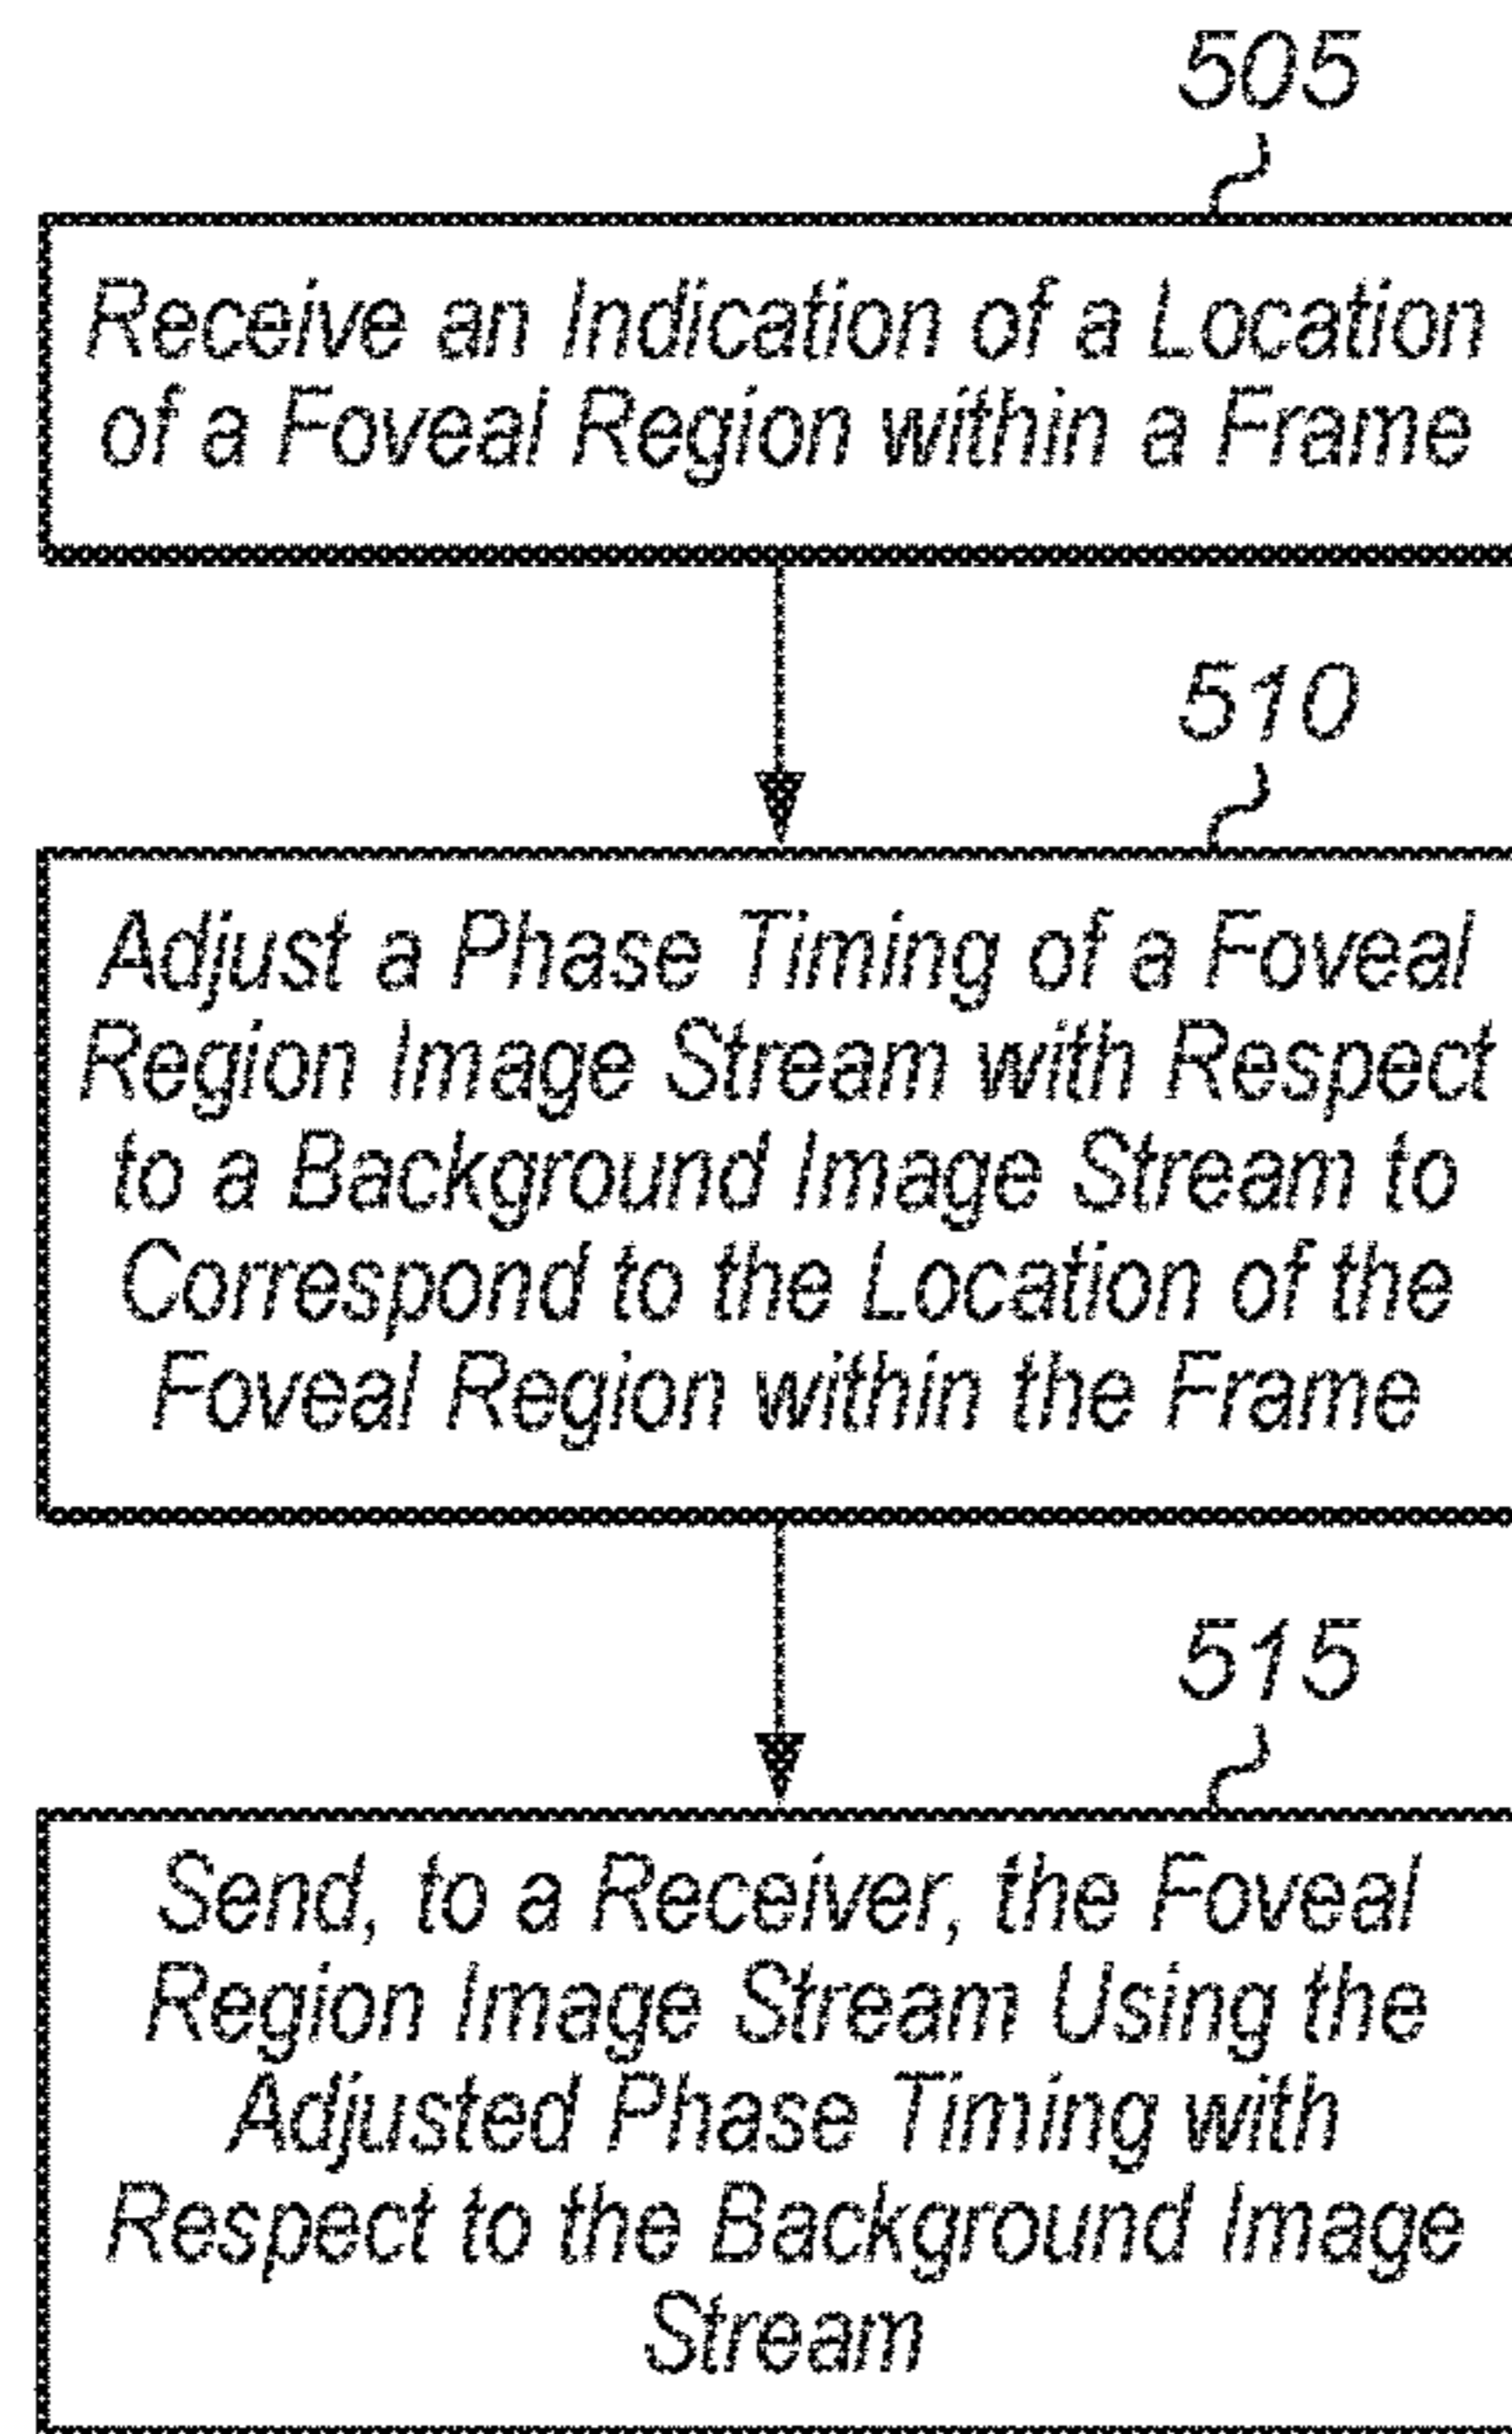 505
Receive an Indication of a Location
of a Foveal Region within a Frame
510
Adjust a Phase Timing of a Foveal
Region Image Stream with Respect
to a Background Image Stream to
Correspond to the Location of the
Foveal Region within the Frame
515
Send, to a Receiver, the Foveal
Region Image Stream Using the
Adjusted Phase Timing with
Respect to the Background Image
Stream